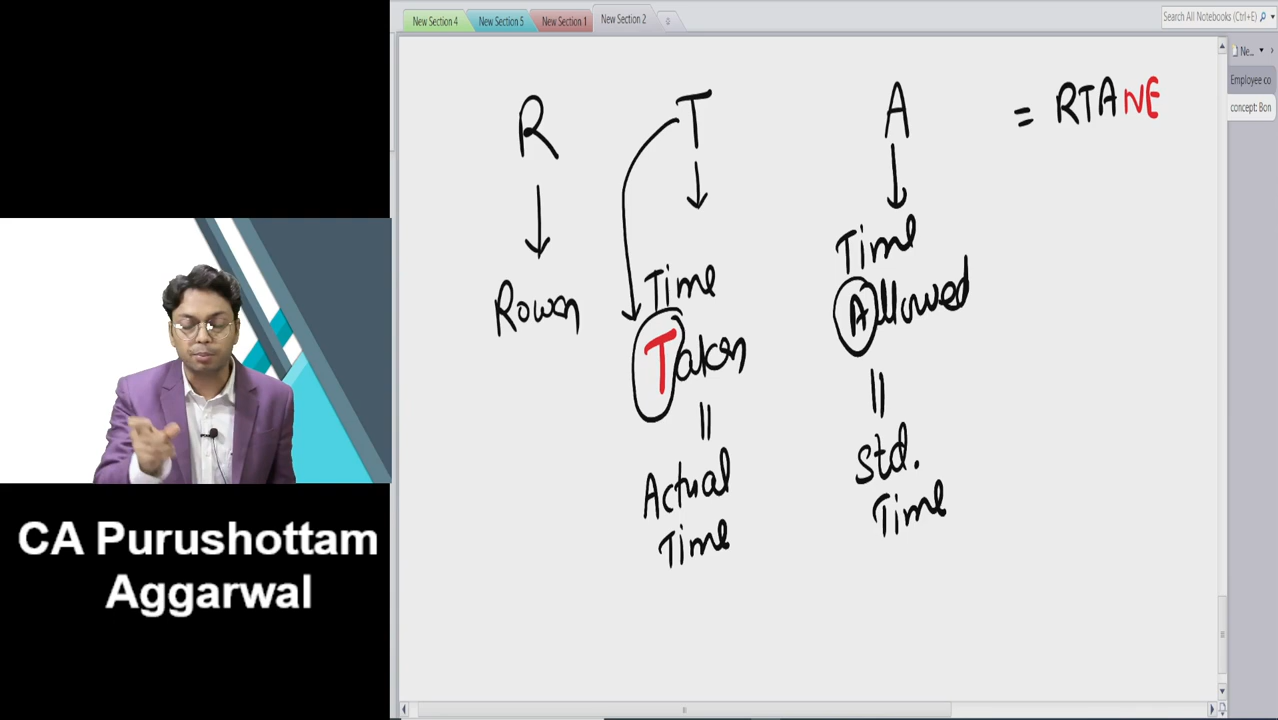 New Section 4
New Section 5
New Section 1
New Section 2
Search All Notebooks (Ctrl+E)
Ne...
Employee co
concept: Bon
R T A = RTANE
Rowan
Time
Taken
=
Actual
Time
Time
Allowed
=
Std.
Time
CA Purushottam
Aggarwal